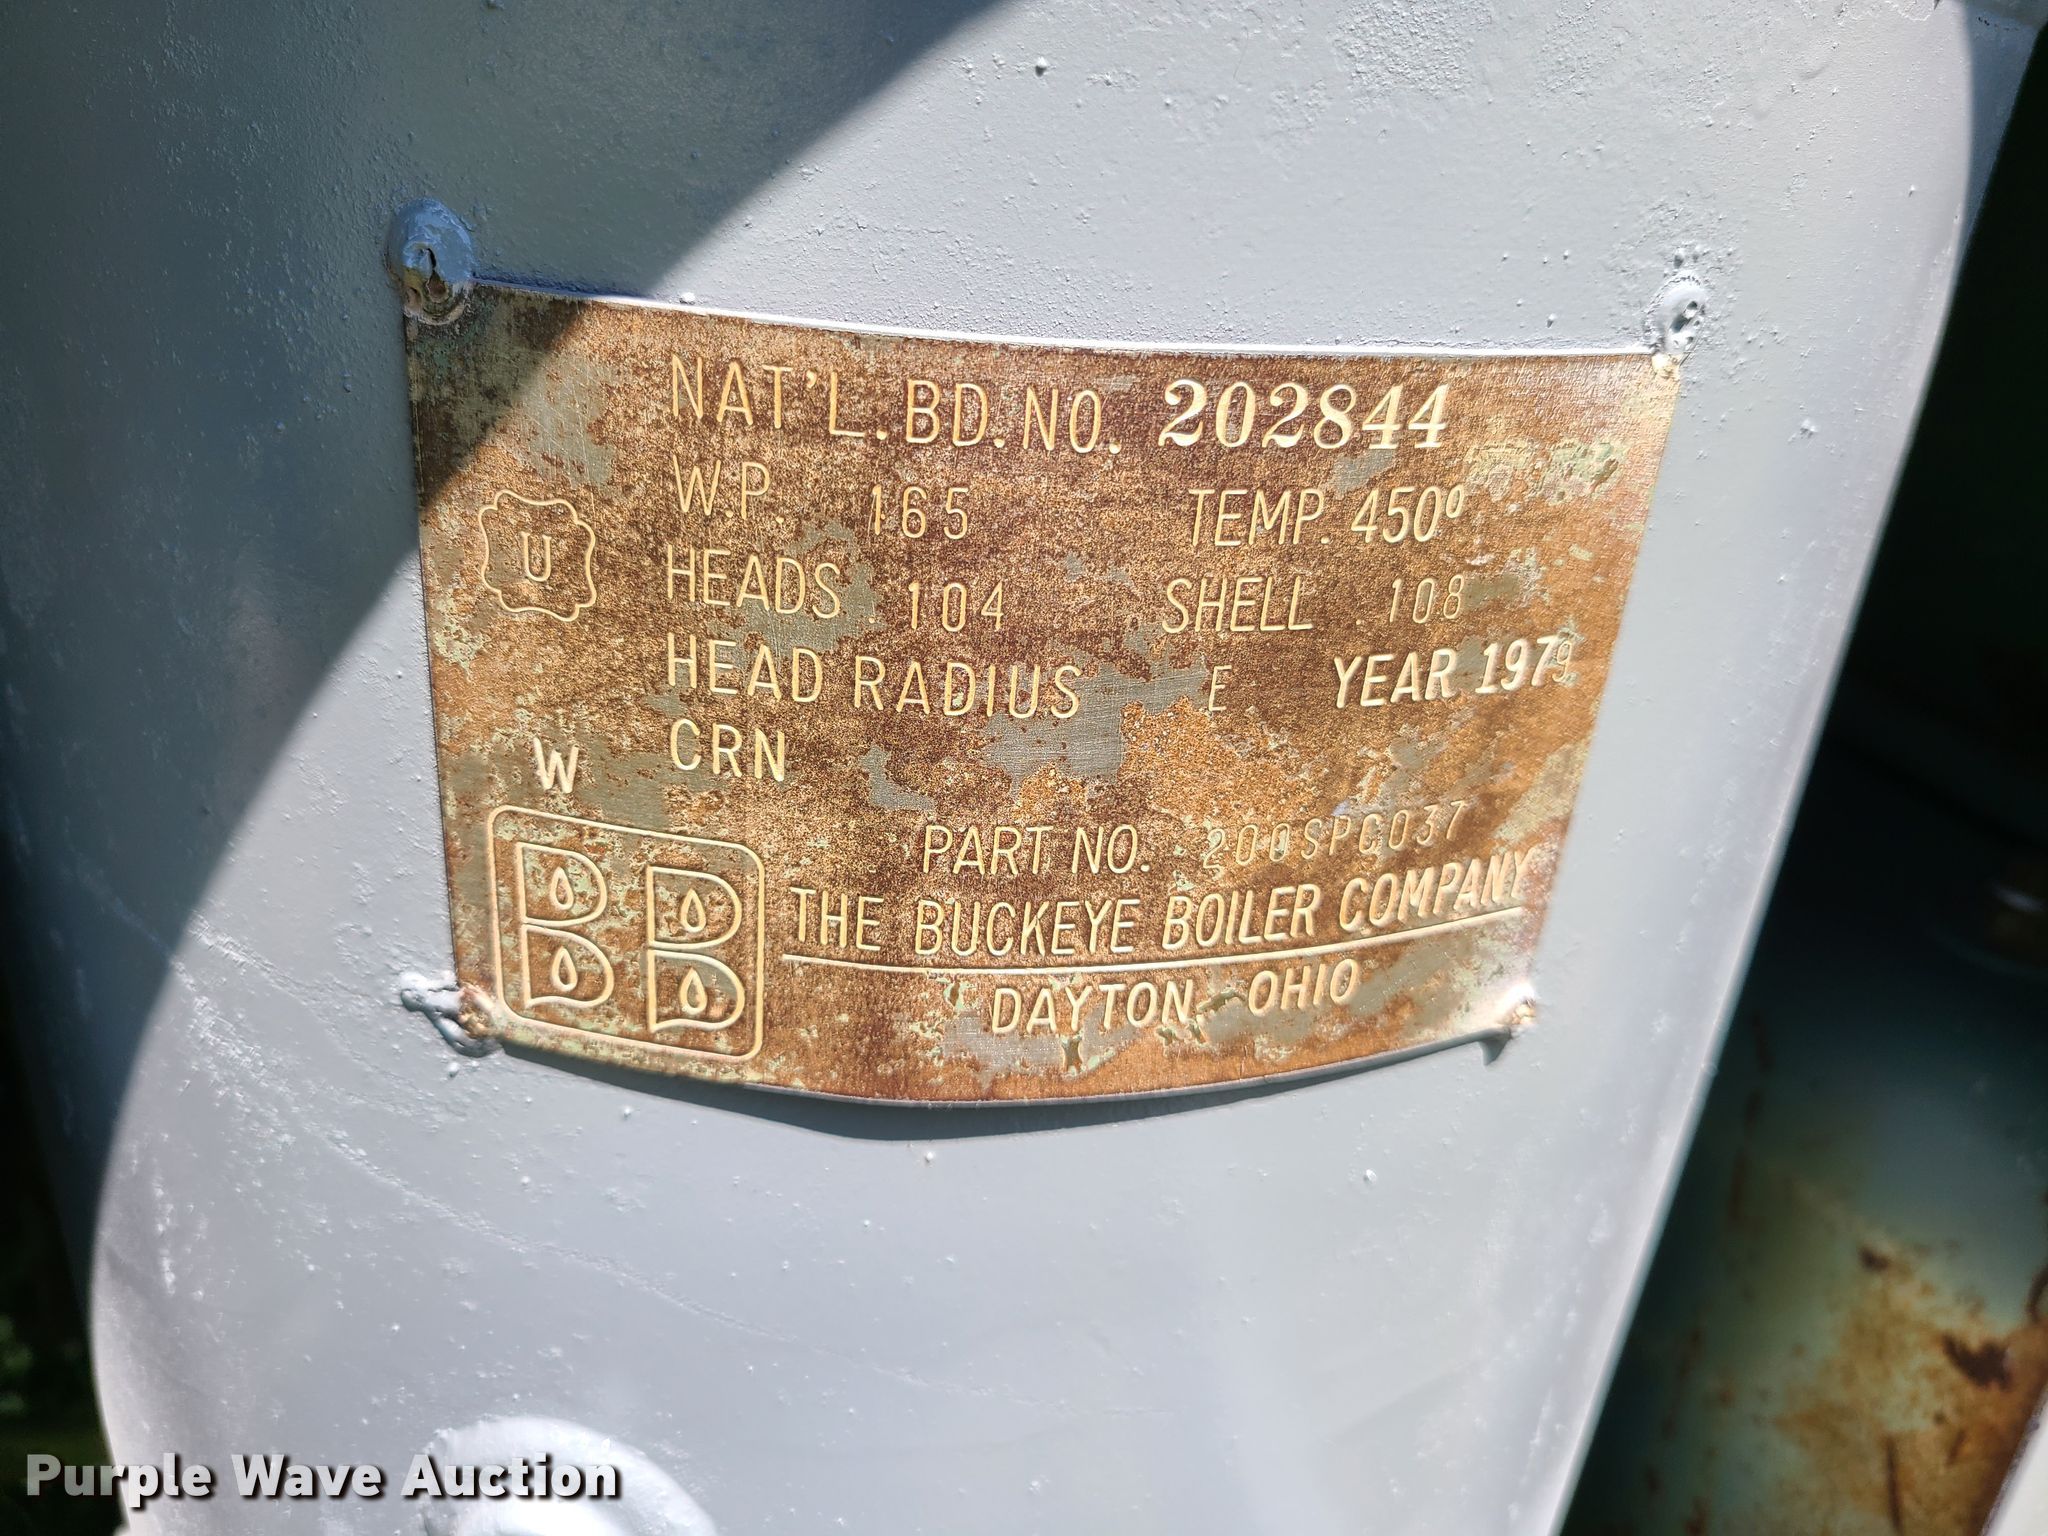 NAT'L. BD. NO. 202844
W.P. 165 TEMP. 450º
U
HEADS .104 SHELL .108
HEAD RADIUS E YEAR 1979
CRN
W
PART NO. 200SPC037
THE BUCKEYE BOILER COMPANY
DAYTON, OHIO
Purple Wave Auction